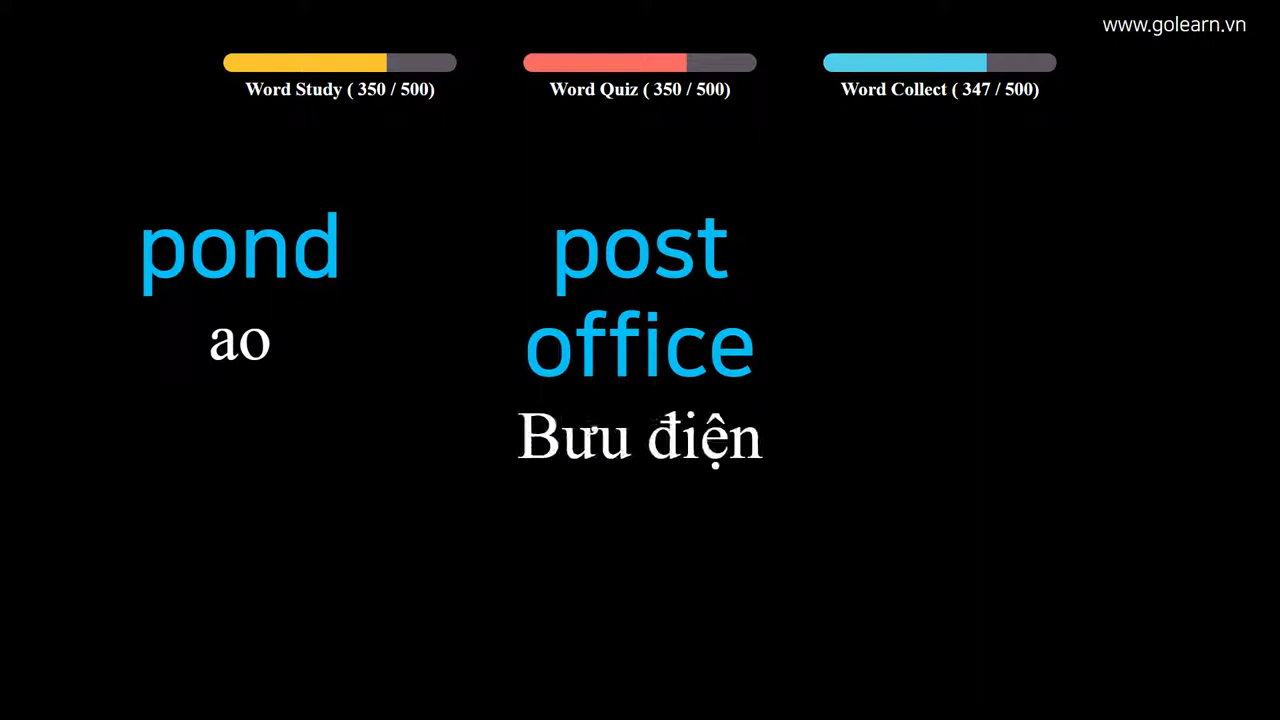 www.golearn.vn
Word Study ( 350 / 500)
Word Quiz ( 350 / 500)
Word Collect ( 347 / 500)
pond
ao
post
office
Bưu điện